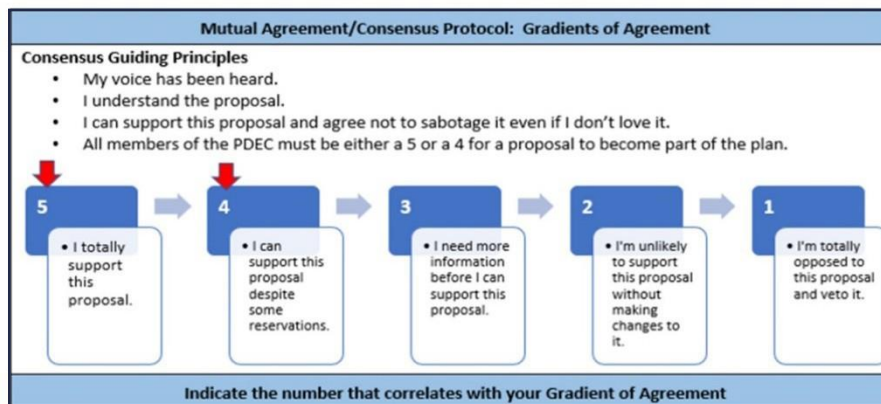 Mutual Agreement/Consensus Protocol: Gradients of Agreement
Consensus Guiding Principles
• My voice has been heard.
• I understand the proposal.
• I can support this proposal and agree not to sabotage it even if I don't love it.
• All members of the PDEC must be either a 5 or a 4 for a proposal to become part of the plan.
5
• I totally
support
this
proposal.
4
• I can
support this
proposal
despite
some
reservations.
3
• I need more
information
before I can
support this
proposal.
2
• I'm unlikely
to support
this proposal
without
making
changes to
it.
1
• I'm totally
opposed to
this proposal
and veto it.
Indicate the number that correlates with your Gradient of Agreement